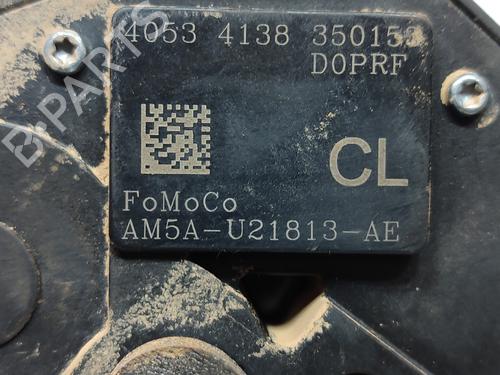 4053 4138 350153
D0PRF
CL
FoMoCo
AM5A-U21813-AE
B-PARTS